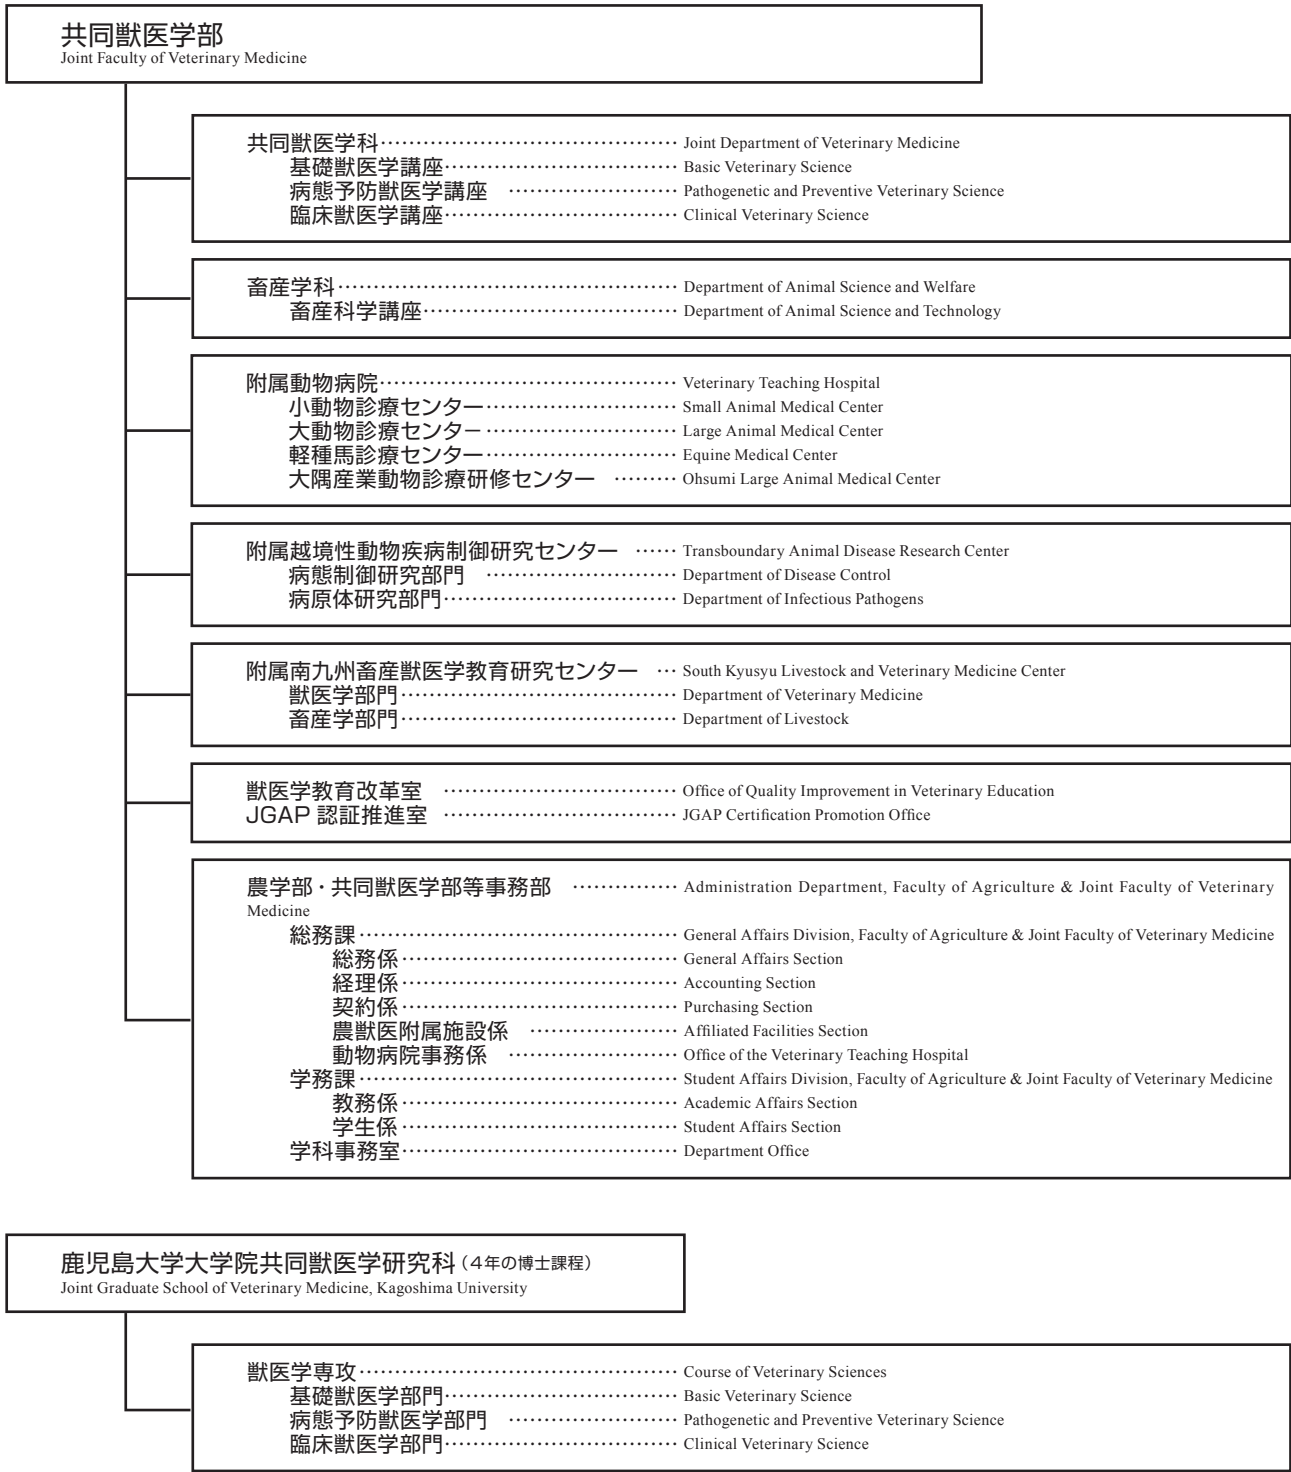 共同獣医学部
Joint Faculty of Veterinary Medicine
共同獣医学科…………………………………… Joint Department of Veterinary Medicine
基礎獣医学講座…………………………… Basic Veterinary Science
病態予防獣医学講座 …………………… Pathogenetic and Preventive Veterinary Science
臨床獣医学講座…………………………… Clinical Veterinary Science
畜産学科………………………………………… Department of Animal Science and Welfare
畜産科学講座……………………………… Department of Animal Science and Technology
附属動物病院…………………………………… Veterinary Teaching Hospital
小動物診療センター……………………… Small Animal Medical Center
大動物診療センター……………………… Large Animal Medical Center
軽種馬診療センター……………………… Equine Medical Center
大隅産業動物診療研修センター ……… Ohsumi Large Animal Medical Center
附属越境性動物疾病制御研究センター …… Transboundary Animal Disease Research Center
病態制御研究部門 ……………………… Department of Disease Control
病原体研究部門…………………………… Department of Infectious Pathogens
附属南九州畜産獣医学教育研究センター … South Kyusyu Livestock and Veterinary Medicine Center
獣医学部門………………………………… Department of Veterinary Medicine
畜産学部門………………………………… Department of Livestock
獣医学教育改革室 …………………………… Office of Quality Improvement in Veterinary Education
JGAP 認証推進室 …………………………… JGAP Certification Promotion Office
農学部・共同獣医学部等事務部 …………… Administration Department, Faculty of Agriculture & Joint Faculty of Veterinary
Medicine
総務課……………………………………… General Affairs Division, Faculty of Agriculture & Joint Faculty of Veterinary Medicine
総務係………………………………… General Affairs Section
経理係………………………………… Accounting Section
契約係………………………………… Purchasing Section
農獣医附属施設係 ………………… Affiliated Facilities Section
動物病院事務係 …………………… Office of the Veterinary Teaching Hospital
学務課……………………………………… Student Affairs Division, Faculty of Agriculture & Joint Faculty of Veterinary Medicine
教務係………………………………… Academic Affairs Section
学生係………………………………… Student Affairs Section
学科事務室………………………………… Department Office
鹿児島大学大学院共同獣医学研究科(4年の博士課程)
Joint Graduate School of Veterinary Medicine, Kagoshima University
獣医学専攻……………………………………… Course of Veterinary Sciences
基礎獣医学部門…………………………… Basic Veterinary Science
病態予防獣医学部門 …………………… Pathogenetic and Preventive Veterinary Science
臨床獣医学部門…………………………… Clinical Veterinary Science